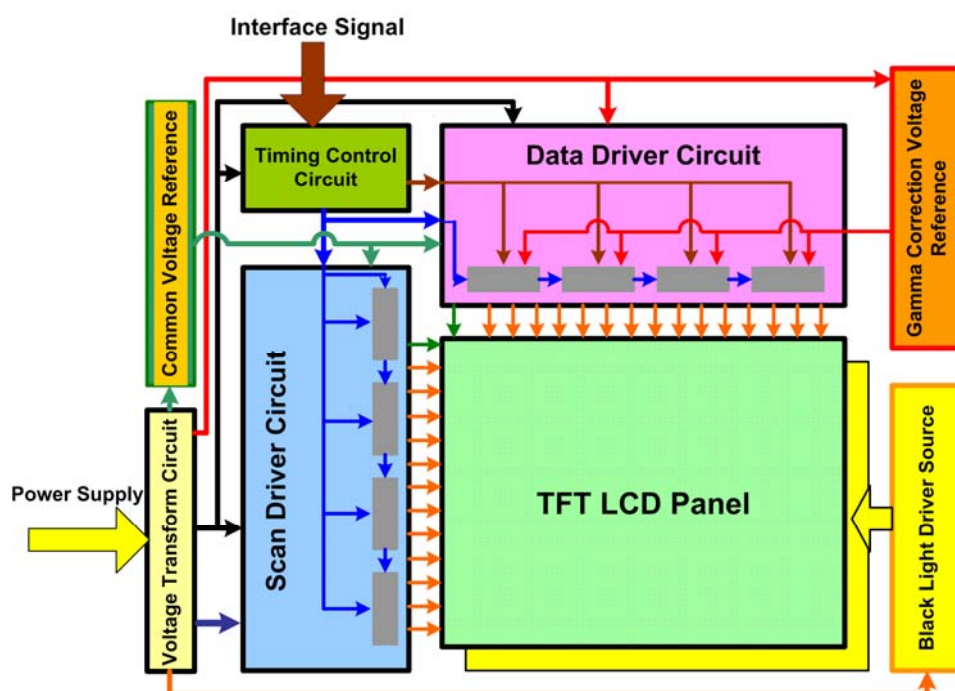 Interface Signal
Timing Control
Circuit
Data Driver Circuit
Common Voltage Reference
Gamma Correction Voltage
Reference
Scan Driver Circuit
TFT LCD Panel
Power Supply
Voltage Transform Circuit
Black Light Driver Source